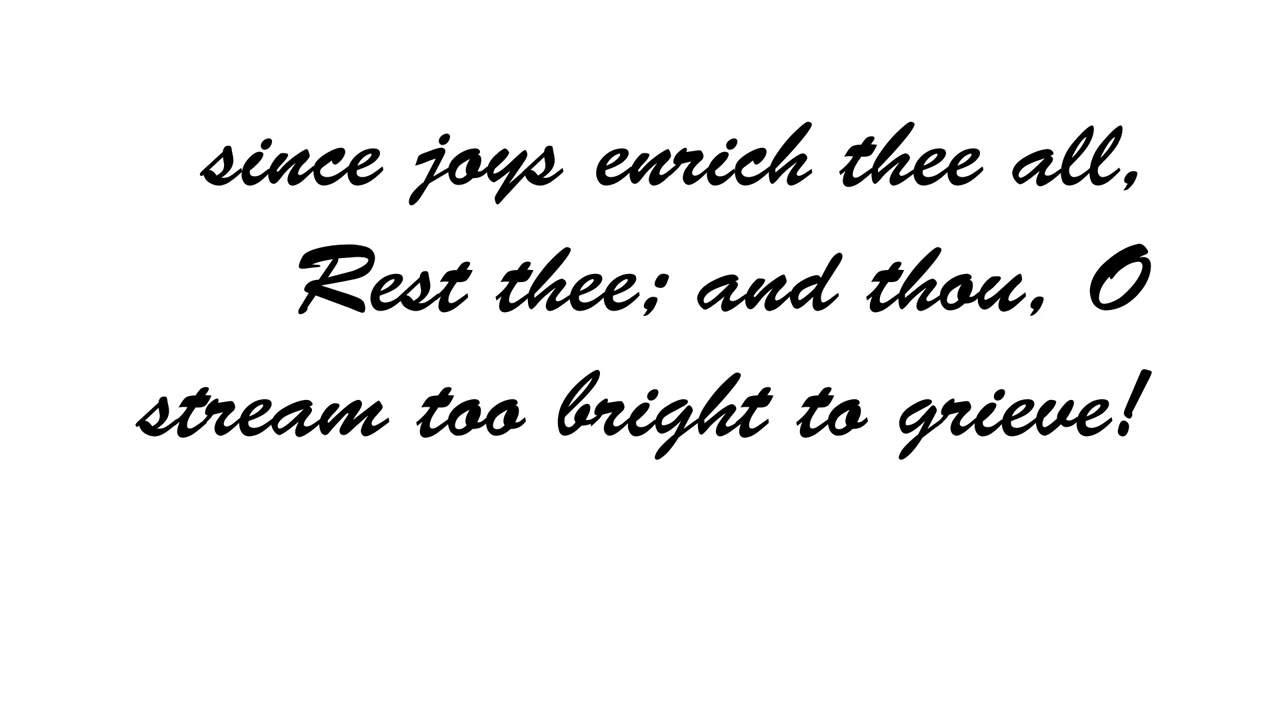 since joys enrich thee all,
Rest thee; and thou, O
stream too bright to grieve!